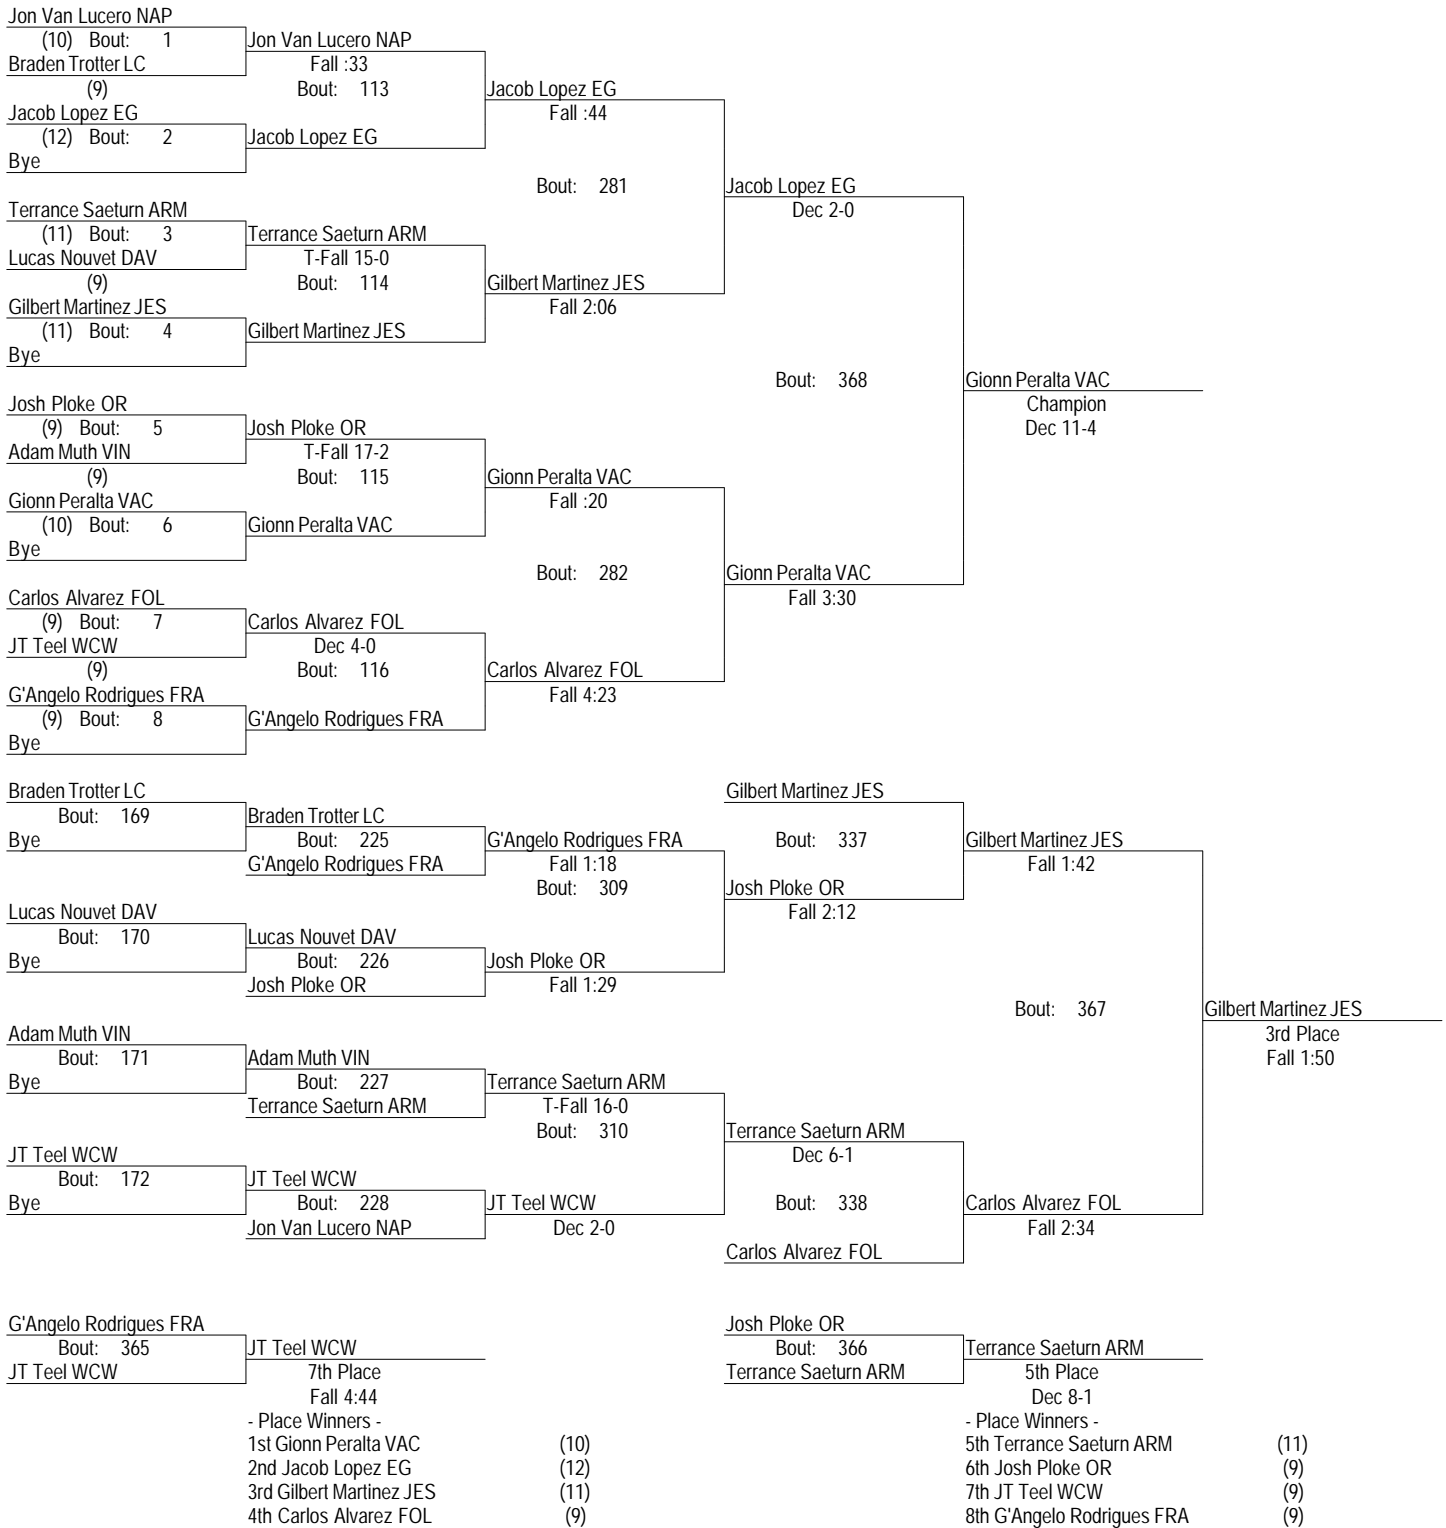 Jon Van Lucero NAP
(10) Bout: 1 Jon Van Lucero NAP
Braden Trotter LC Fall :33
(9) Bout: 113 Jacob Lopez EG
Jacob Lopez EG Fall :44
(12) Bout: 2 Jacob Lopez EG
Bye
Bout: 281 Jacob Lopez EG
Terrance Saeturn ARM Dec 2-0
(11) Bout: 3 Terrance Saeturn ARM
Lucas Nouvet DAV T-Fall 15-0
(9) Bout: 114 Gilbert Martinez JES
Gilbert Martinez JES Fall 2:06
(11) Bout: 4 Gilbert Martinez JES
Bye
Bout: 368 Gionn Peralta VAC
Josh Ploke OR Champion
(9) Bout: 5 Josh Ploke OR Dec 11-4
Adam Muth VIN T-Fall 17-2
(9) Bout: 115 Gionn Peralta VAC
Gionn Peralta VAC Fall :20
(10) Bout: 6 Gionn Peralta VAC
Bye
Bout: 282 Gionn Peralta VAC
Carlos Alvarez FOL Fall 3:30
(9) Bout: 7 Carlos Alvarez FOL
JT Teel WCW Dec 4-0
(9) Bout: 116 Carlos Alvarez FOL
G'Angelo Rodrigues FRA Fall 4:23
(9) Bout: 8 G'Angelo Rodrigues FRA
Bye
Braden Trotter LC Gilbert Martinez JES
Bout: 169 Braden Trotter LC
Bye Bout: 225 G'Angelo Rodrigues FRA Bout: 337 Gilbert Martinez JES
G'Angelo Rodrigues FRA Fall 1:18 Fall 1:42
Bout: 309 Josh Ploke OR
Lucas Nouvet DAV Fall 2:12
Bout: 170 Lucas Nouvet DAV
Bye Bout: 226 Josh Ploke OR
Josh Ploke OR Fall 1:29
Bout: 367 Gilbert Martinez JES
Adam Muth VIN 3rd Place
Bout: 171 Adam Muth VIN Fall 1:50
Bye Bout: 227 Terrance Saeturn ARM
Terrance Saeturn ARM T-Fall 16-0
Bout: 310 Terrance Saeturn ARM
JT Teel WCW Dec 6-1
Bout: 172 JT Teel WCW
Bye Bout: 228 JT Teel WCW Bout: 338 Carlos Alvarez FOL
Jon Van Lucero NAP Dec 2-0 Fall 2:34
Carlos Alvarez FOL
G'Angelo Rodrigues FRA Josh Ploke OR
Bout: 365 JT Teel WCW Bout: 366 Terrance Saeturn ARM
JT Teel WCW 7th Place Terrance Saeturn ARM 5th Place
Fall 4:44 Dec 8-1
- Place Winners - - Place Winners -
1st Gionn Peralta VAC (10) 5th Terrance Saeturn ARM (11)
2nd Jacob Lopez EG (12) 6th Josh Ploke OR (9)
3rd Gilbert Martinez JES (11) 7th JT Teel WCW (9)
4th Carlos Alvarez FOL (9) 8th G'Angelo Rodrigues FRA (9)